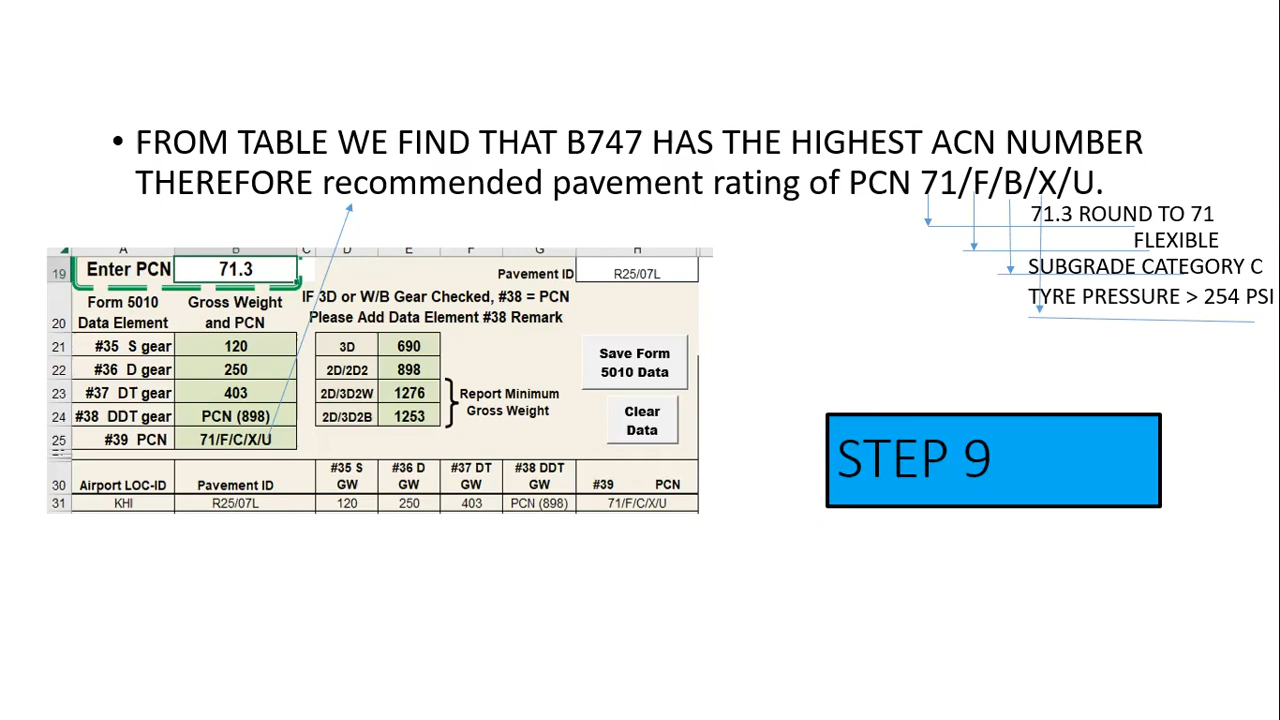 • FROM TABLE WE FIND THAT B747 HAS THE HIGHEST ACN NUMBER
THEREFORE recommended pavement rating of PCN 71/F/B/X/U.
71.3 ROUND TO 71
FLEXIBLE
SUBGRADE CATEGORY C
TYRE PRESSURE > 254 PSI
A B C D E F G H
19 Enter PCN 71.3 Pavement ID R25/07L
IF 3D or W/B Gear Checked, #38 = PCN
Please Add Data Element #38 Remark
Form 5010 Gross Weight
20 Data Element and PCN
21 #35 S gear 120 3D 690
22 #36 D gear 250 2D/2D2 898
23 #37 DT gear 403 2D/3D2W 1276
24 #38 DDT gear PCN (898) 2D/3D2B 1253
25 #39 PCN 71/F/C/X/U
Report Minimum
Gross Weight
Save Form
5010 Data
Clear
Data
#35 S #36 D #37 DT #38 DDT
30 Airport LOC-ID Pavement ID GW GW GW GW #39 PCN
31 KHI R25/07L 120 250 403 PCN (898) 71/F/C/X/U
STEP 9